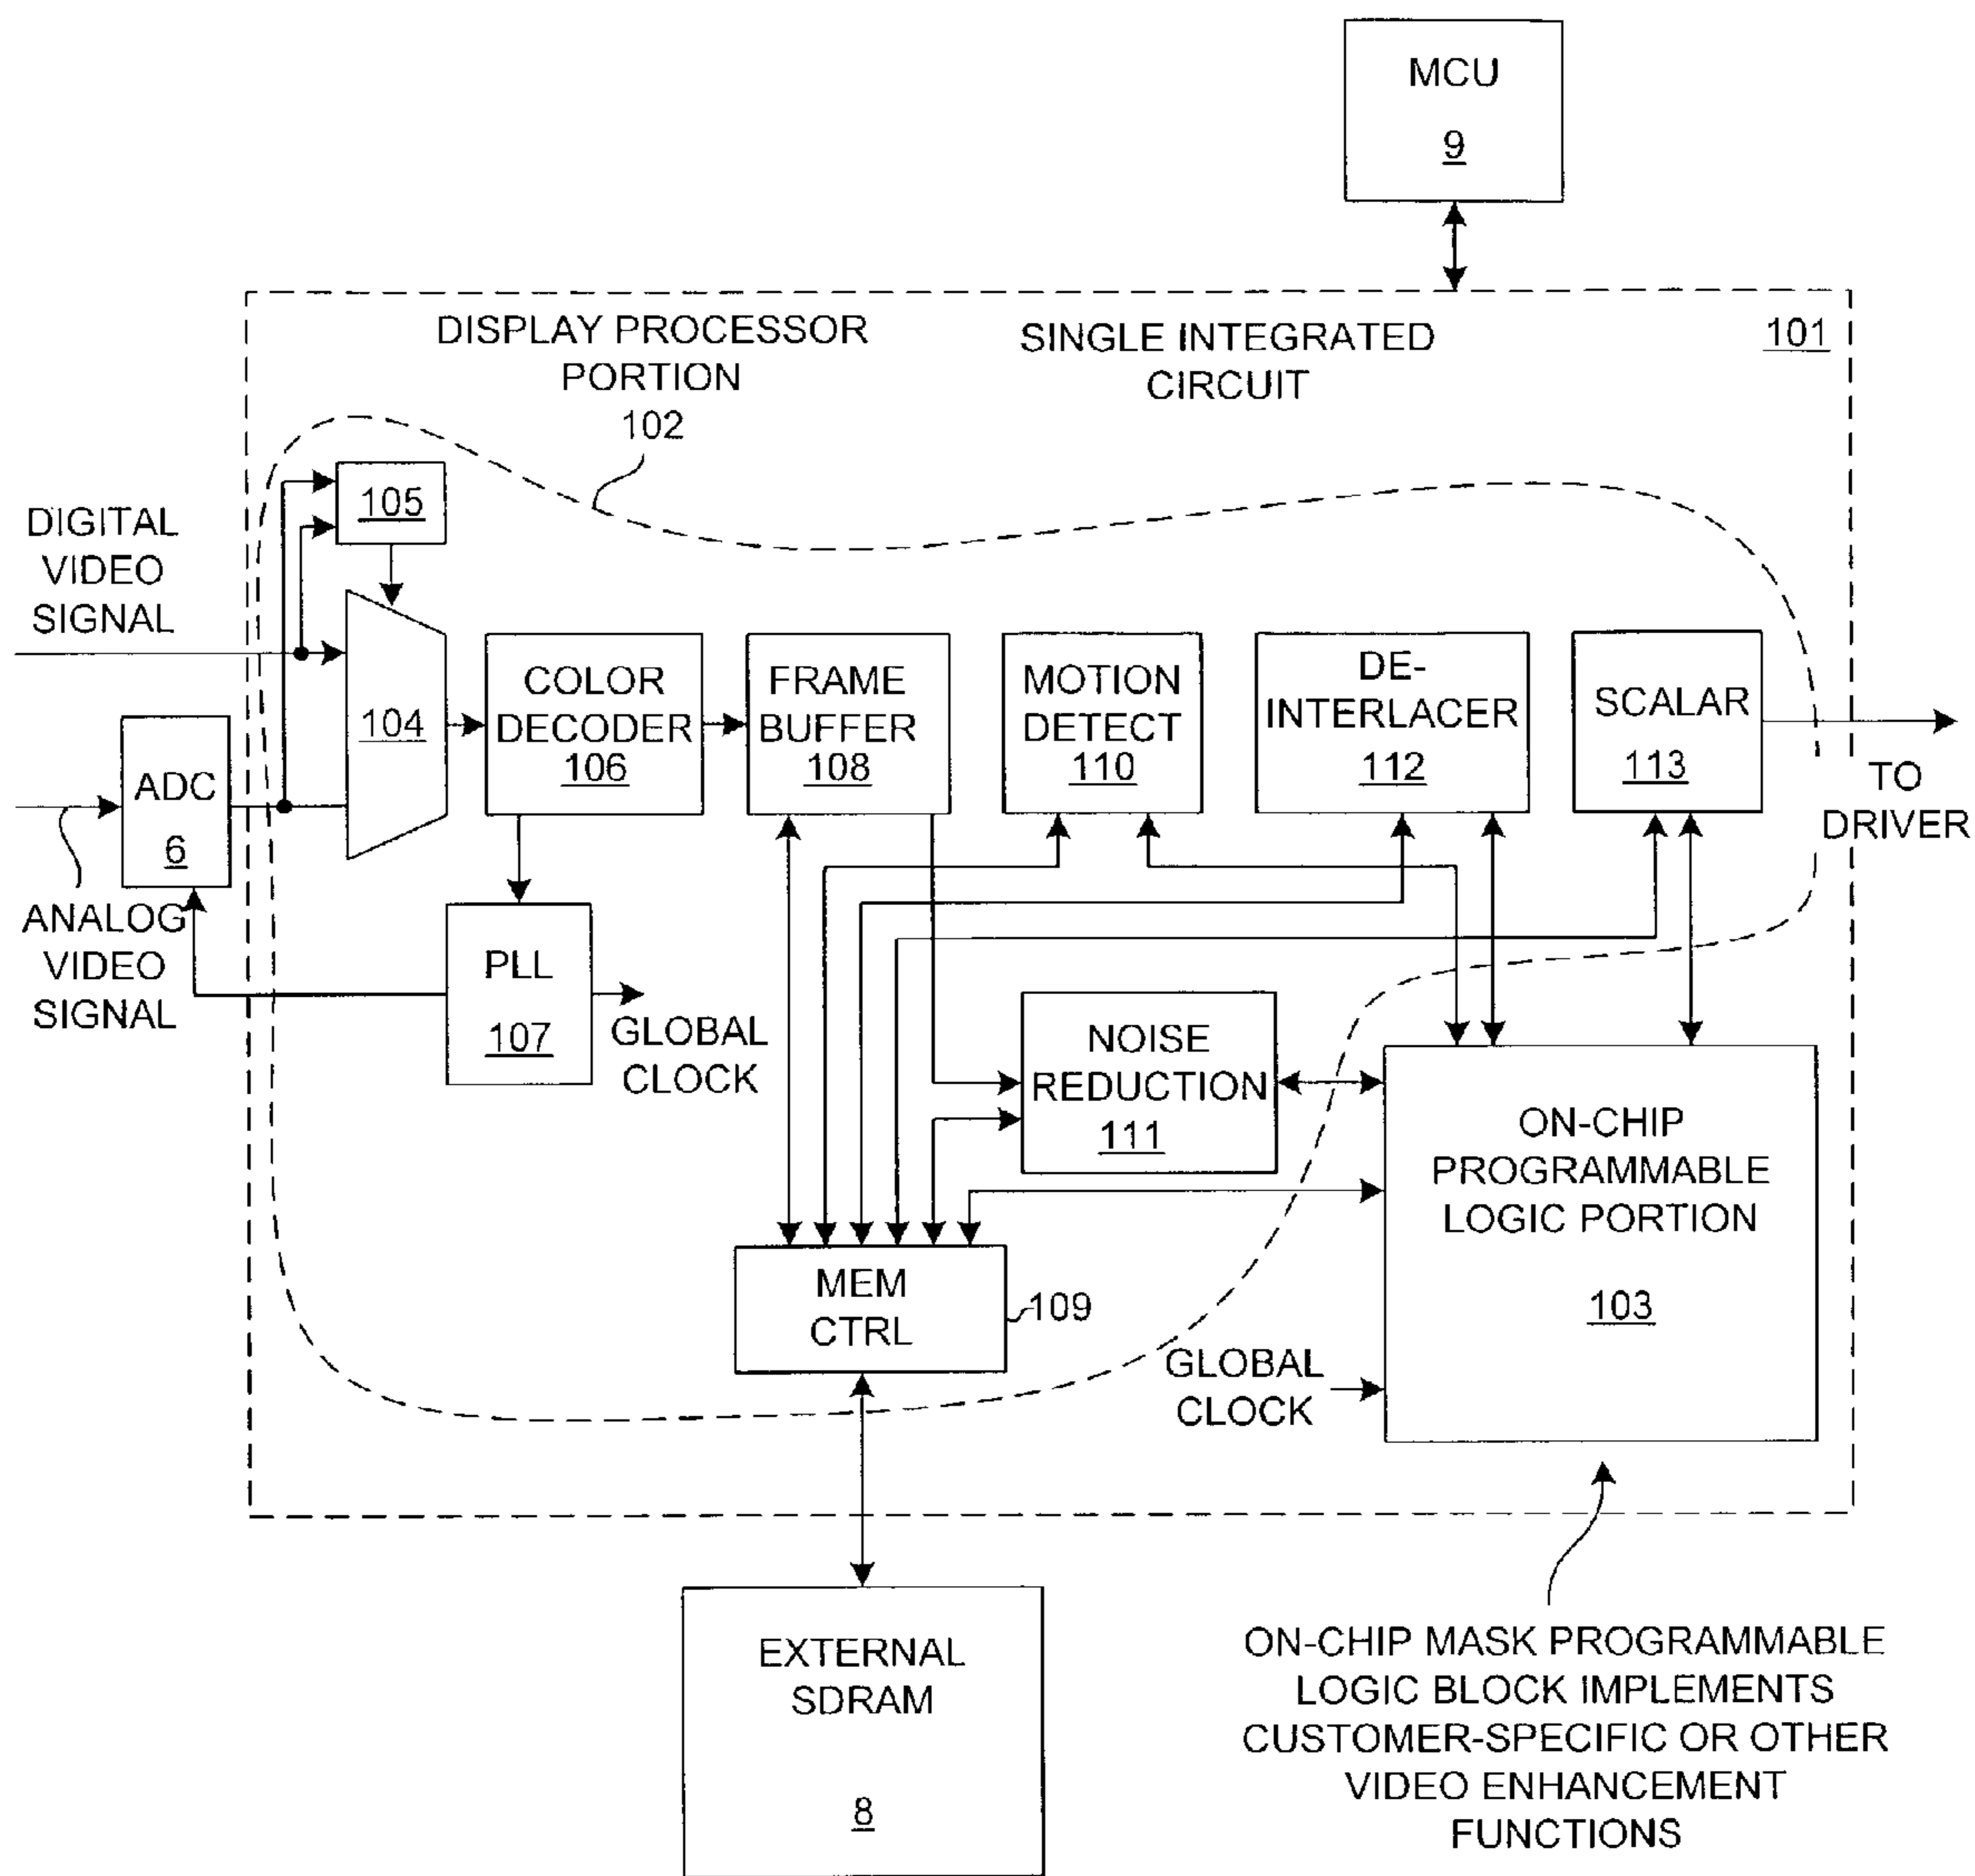 MCU
9
DISPLAY PROCESSOR
PORTION
102
SINGLE INTEGRATED
CIRCUIT
101
105
DIGITAL
VIDEO
SIGNAL
104
COLOR
DECODER
106
FRAME
BUFFER
108
MOTION
DETECT
110
DE-
INTERLACER
112
SCALAR
113
TO
DRIVER
ADC
6
ANALOG
VIDEO
SIGNAL
PLL
107
GLOBAL
CLOCK
NOISE
REDUCTION
111
ON-CHIP
PROGRAMMABLE
LOGIC PORTION
103
MEM
CTRL
109
GLOBAL
CLOCK
EXTERNAL
SDRAM
8
ON-CHIP MASK PROGRAMMABLE
LOGIC BLOCK IMPLEMENTS
CUSTOMER-SPECIFIC OR OTHER
VIDEO ENHANCEMENT
FUNCTIONS